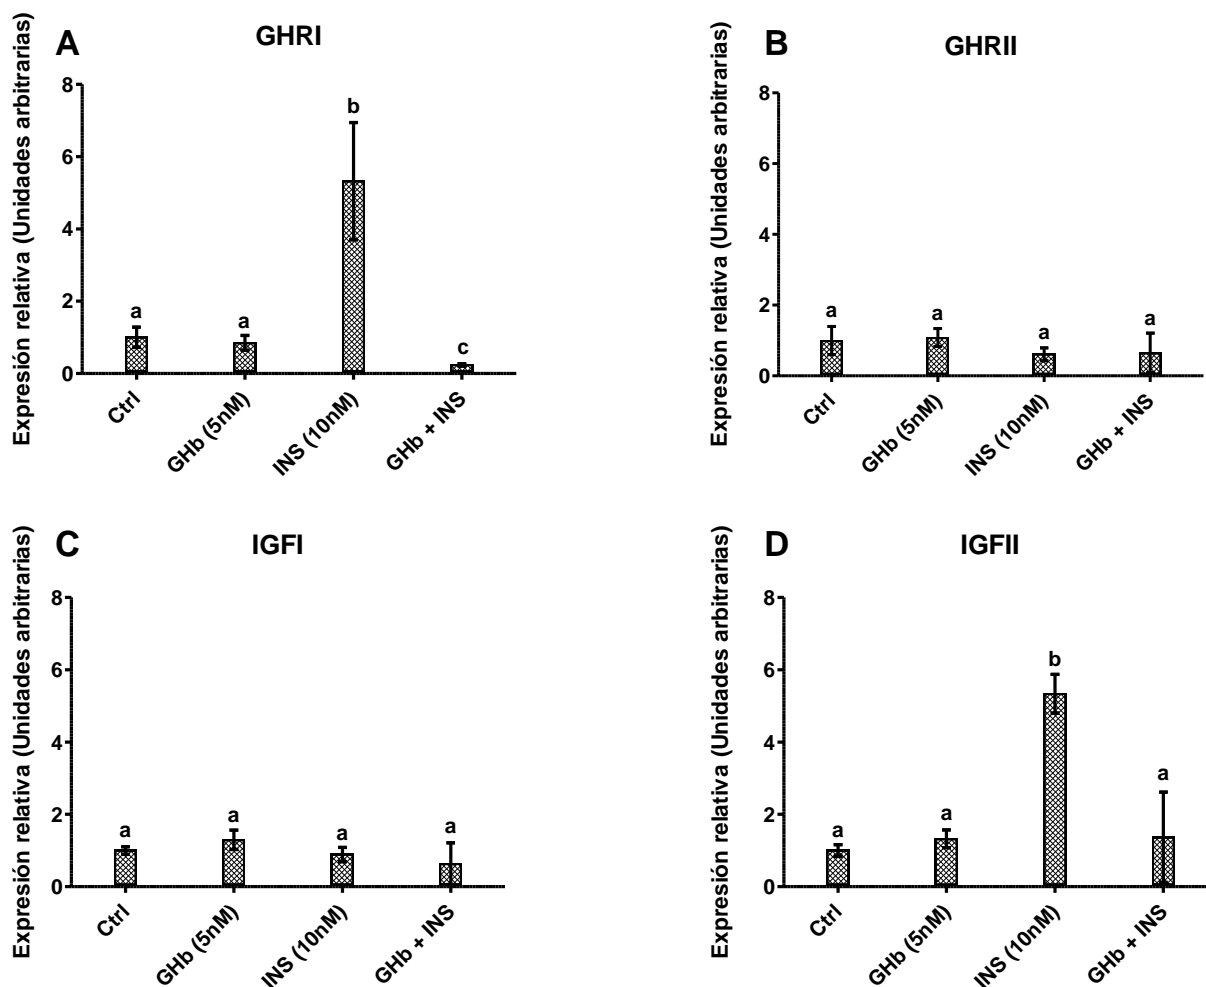 A
GHRI
Expresión relativa (Unidades arbitrarias)
8
6
4
2
0
a
a
b
c
Ctrl
GHb (5nM)
INS (10nM)
GHb + INS
B
GHRII
Expresión relativa (Unidades arbitrarias)
8
6
4
2
0
a
a
a
a
Ctrl
GHb (5nM)
INS (10nM)
GHb + INS
C
IGFI
Expresión relativa (Unidades arbitrarias)
8
6
4
2
0
a
a
a
a
Ctrl
GHb (5nM)
INS (10nM)
GHb + INS
D
IGFII
Expresión relativa (Unidades arbitrarias)
8
6
4
2
0
a
a
b
a
Ctrl
GHb (5nM)
INS (10nM)
GHb + INS